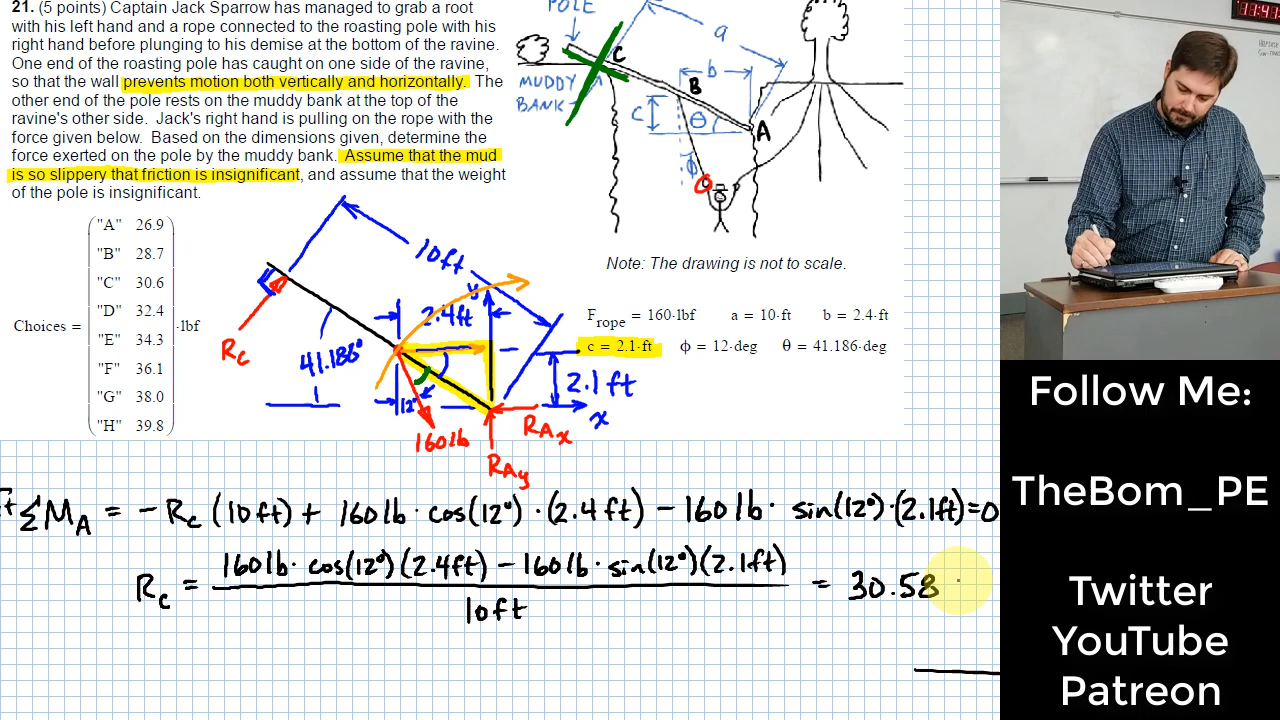 21. (5 points) Captain Jack Sparrow has managed to grab a root
with his left hand and a rope connected to the roasting pole with his
right hand before plunging to his demise at the bottom of the ravine.
One end of the roasting pole has caught on one side of the ravine,
so that the wall prevents motion both vertically and horizontally. The
other end of the pole rests on the muddy bank at the top of the
ravine's other side. Jack's right hand is pulling on the rope with the
force given below. Based on the dimensions given, determine the
force exerted on the pole by the muddy bank. Assume that the mud
is so slippery that friction is insignificant, and assume that the weight
of the pole is insignificant.
POLE
C
a
b
B
MUDDY
BANK
C
θ
A
ϕ
Note: The drawing is not to scale.
Choices =
"A" 26.9
"B" 28.7
"C" 30.6
"D" 32.4
"E" 34.3
"F" 36.1
"G" 38.0
"H" 39.8
·lbf
F rope = 160·lbf a = 10·ft b = 2.4·ft
c = 2.1·ft ϕ = 12·deg θ = 41.186·deg
10ft
y
2.4ft
Rc
41.186°
2.1 ft
12°
160lb
RAx
x
RAy
ΣMA = - Rc (10ft) + 160lb · cos(12°) · (2.4ft) - 160lb · sin(12°)·(2.1ft)=0
Rc = 160lb· cos(12°)(2.4ft) - 160lb · sin(12°)(2.1ft) / 10ft = 30.58
Follow Me:
TheBom_PE
Twitter
YouTube
Patreon